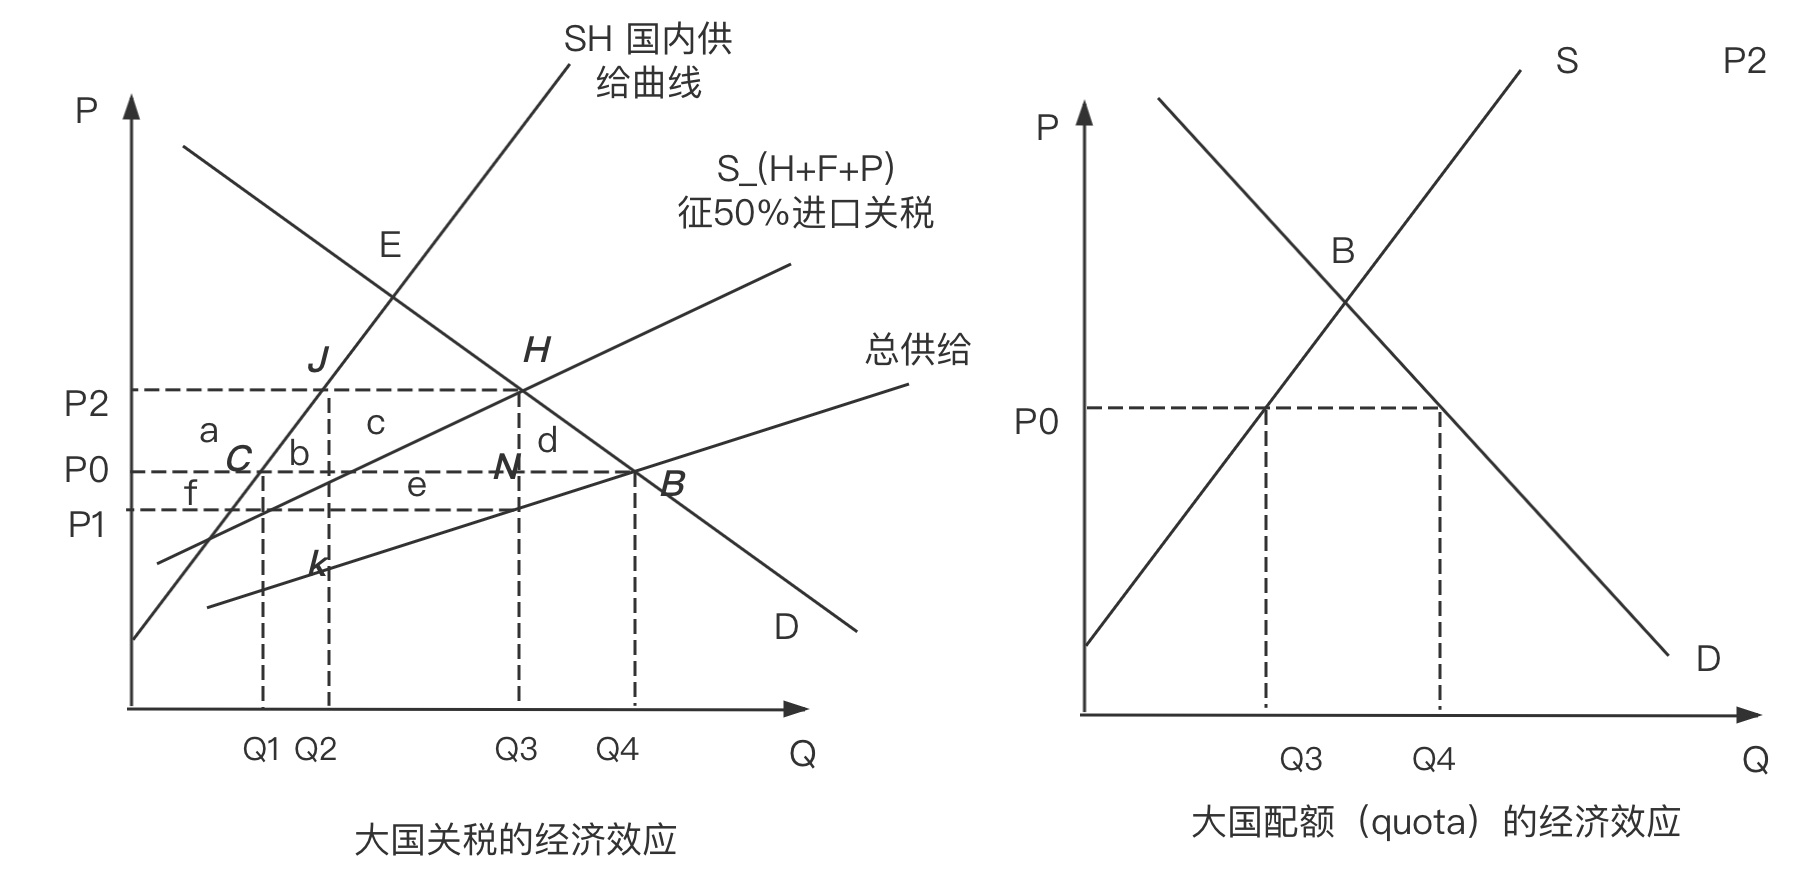 SH 国内供
给曲线
P
S_(H+F+P)
征50%进口关税
E
J
H
总供给
P2
a
c
C
b
d
P0
N
B
f
e
P1
k
D
Q1
Q2
Q3
Q4
Q
大国关税的经济效应
S
P2
P
B
P0
D
Q3
Q4
Q
大国配额（quota）的经济效应